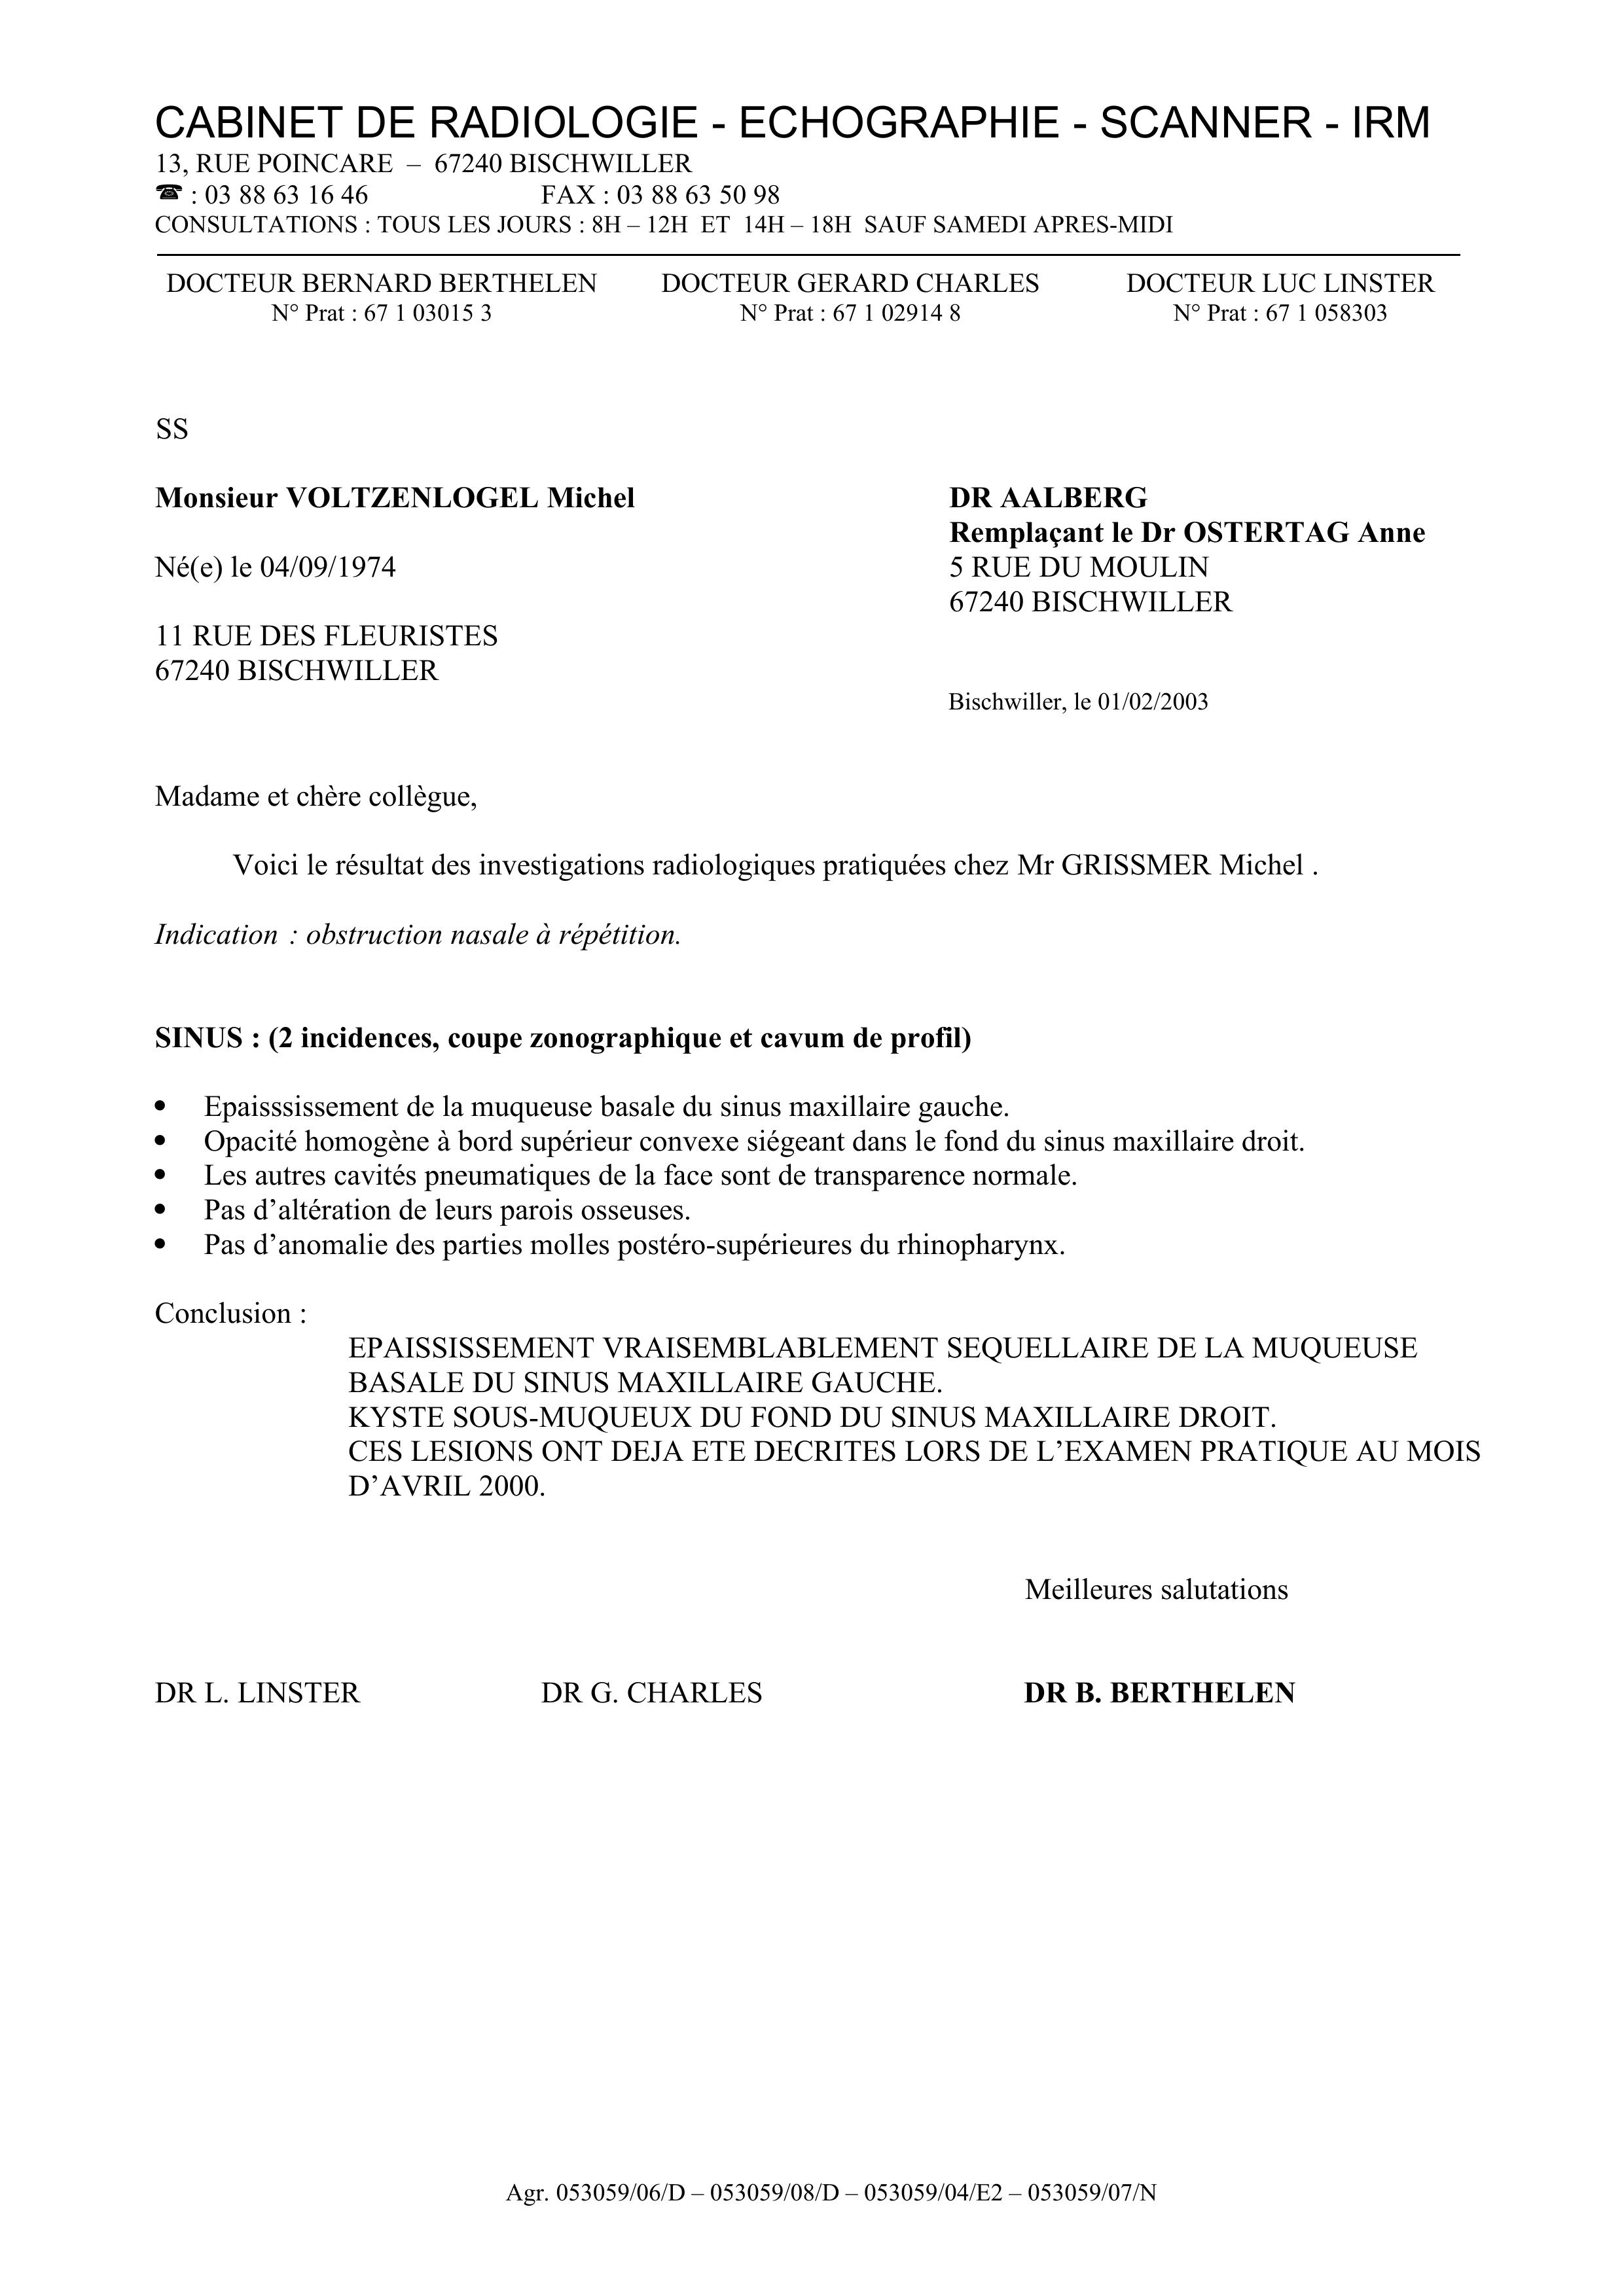 CABINET DE RADIOLOGIE - ECHOGRAPHIE - SCANNER - IRM
13, RUE POINCARE – 67240 BISCHWILLER
☎ : 03 88 63 16 46 FAX : 03 88 63 50 98
CONSULTATIONS : TOUS LES JOURS : 8H – 12H ET 14H – 18H SAUF SAMEDI APRES-MIDI
DOCTEUR BERNARD BERTHELEN DOCTEUR GERARD CHARLES DOCTEUR LUC LINSTER
N° Prat : 67 1 03015 3 N° Prat : 67 1 02914 8 N° Prat : 67 1 058303
SS
Monsieur VOLTZENLOGEL Michel
Né(e) le 04/09/1974
11 RUE DES FLEURISTES
67240 BISCHWILLER
DR AALBERG
Remplaçant le Dr OSTERTAG Anne
5 RUE DU MOULIN
67240 BISCHWILLER
Bischwiller, le 01/02/2003
Madame et chère collègue,
Voici le résultat des investigations radiologiques pratiquées chez Mr GRISSMER Michel .
Indication : obstruction nasale à répétition.
SINUS : (2 incidences, coupe zonographique et cavum de profil)
• Epaisssissement de la muqueuse basale du sinus maxillaire gauche.
• Opacité homogène à bord supérieur convexe siégeant dans le fond du sinus maxillaire droit.
• Les autres cavités pneumatiques de la face sont de transparence normale.
• Pas d’altération de leurs parois osseuses.
• Pas d’anomalie des parties molles postéro-supérieures du rhinopharynx.
Conclusion :
EPAISSISSEMENT VRAISEMBLABLEMENT SEQUELLAIRE DE LA MUQUEUSE
BASALE DU SINUS MAXILLAIRE GAUCHE.
KYSTE SOUS-MUQUEUX DU FOND DU SINUS MAXILLAIRE DROIT.
CES LESIONS ONT DEJA ETE DECRITES LORS DE L’EXAMEN PRATIQUE AU MOIS
D’AVRIL 2000.
Meilleures salutations
DR L. LINSTER DR G. CHARLES DR B. BERTHELEN
Agr. 053059/06/D – 053059/08/D – 053059/04/E2 – 053059/07/N